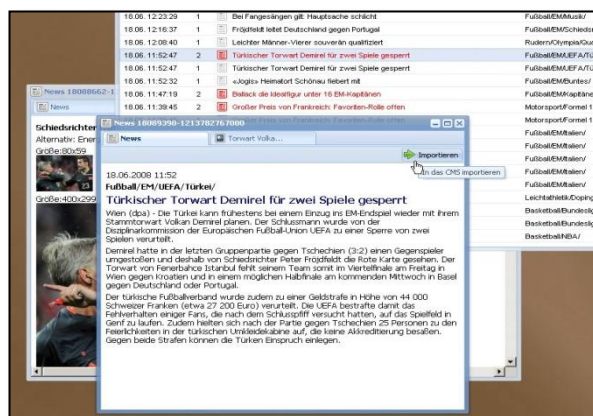 18.06. 12:23:29 1 Bei Fangesängen gilt: Hauptsache schlicht Fußball/EM/Musik/
18.06. 12:16:37 1 Fröjdfeldt leitet Deutschland gegen Portugal Fußball/EM/Schieds
18.06. 12:08:40 1 Leichter Männer-Vierer souverän qualifiziert Rudern/Olympia/Qu
18.06. 11:52:47 2 Türkischer Torwart Demirel für zwei Spiele gesperrt Fußball/EM/UEFA/Tü
18.06. 11:52:47 1 Türkischer Torwart Demirel für zwei Spiele gesperrt Fußball/EM/UEFA/Tü
18.06. 11:52:32 1 «Jogis» Heimatort Schönau fiebert mit Fußball/EM/Buntes/
18.06. 11:47:19 2 Ballack die Idealfigur unter 16 EM-Kapitänen Fußball/EM/Kapitäne
18.06. 11:39:45 2 Großer Preis von Frankreich: Favoriten-Rolle offen Motorsport/Formel 1
Motorsport/Formel 1
Fußball/EM/Italien/
Fußball/EM/Italien/
Fußball/EM/Italien/
Fußball/EM/Italien/
Leichtathletik/Doping
Basketball/Bundeslig
Basketball/Bundeslig
Basketball/NBA/
News 18088662-1
News
Schiedsrichter
Alternativ: Ener
Größe:80x59
Größe:400x299
News 18089390-1213782767000
News Torwart Volka...
Importieren
In das CMS importieren
18.06.2008 11:52
Fußball/EM/UEFA/Türkei/
Türkischer Torwart Demirel für zwei Spiele gesperrt
Wien (dpa) - Die Türkei kann frühestens bei einem Einzug ins EM-Endspiel wieder mit ihrem
Stammtorwart Volkan Demirel planen. Der Schlussmann wurde von der
Disziplinarkommission der Europäischen Fußball-Union UEFA zu einer Sperre von zwei
Spielen verurteilt.
Demirel hatte in der letzten Gruppenpartie gegen Tschechien (3:2) einen Gegenspieler
umgestoßen und deshalb von Schiedsrichter Peter Fröjdfeldt die Rote Karte gesehen. Der
Torwart von Fenerbahce Istanbul fehlt seinem Team somit im Viertelfinale am Freitag in
Wien gegen Kroatien und in einem möglichen Halbfinale am kommenden Mittwoch in Basel
gegen Deutschland oder Portugal.
Der türkische Fußballverband wurde zudem zu einer Geldstrafe in Höhe von 44 000
Schweizer Franken (etwa 27 200 Euro) verurteilt. Die UEFA bestrafte damit das
Fehlverhalten einiger Fans, die nach dem Schlusspfiff versucht hatten, auf das Spielfeld in
Genf zu laufen. Zudem hielten sich nach der Partie gegen Tschechien 25 Personen zu den
Feierlichkeiten in der türkischen Umkleidekabine auf, die keine Akkreditierung besaßen.
Gegen beide Strafen können die Türken Einspruch einlegen.